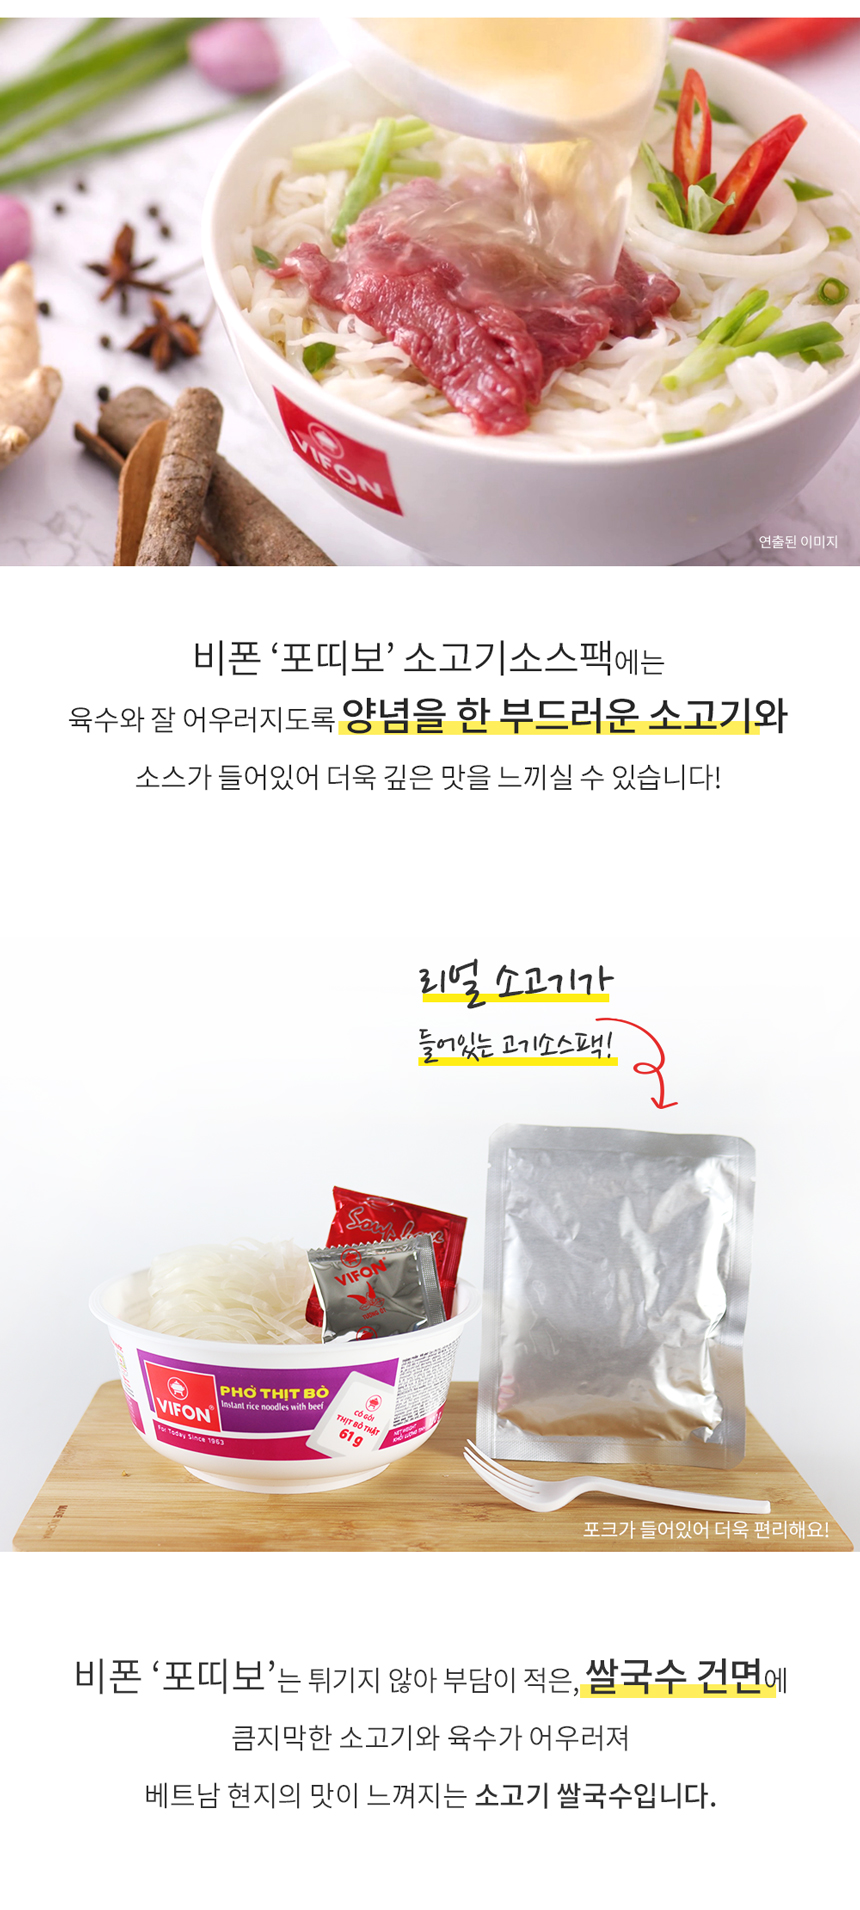 VIFON
연출된 이미지
비폰 ‘포띠보’ 소고기소스팩에는
육수와 잘 어우러지도록 양념을 한 부드러운 소고기와
소스가 들어있어 더욱 깊은 맛을 느끼실 수 있습니다!
리얼 소고기가
들어있는 고기소스팩!
VIFON
VIFON
PHỞ THỊT BÒ
Instant rice noodles with beef
For Today Since 1963
CÓ GÓI
THỊT BÒ THẬT
61g
NET WEIGHT
포크가 들어있어 더욱 편리해요!
비폰 ‘포띠보’는 튀기지 않아 부담이 적은, 쌀국수 건면에
큼지막한 소고기와 육수가 어우러져
베트남 현지의 맛이 느껴지는 소고기 쌀국수입니다.